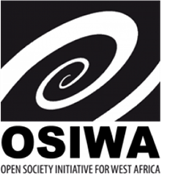 OSIWA
OPEN SOCIETY INITIATIVE FOR WEST AFRICA